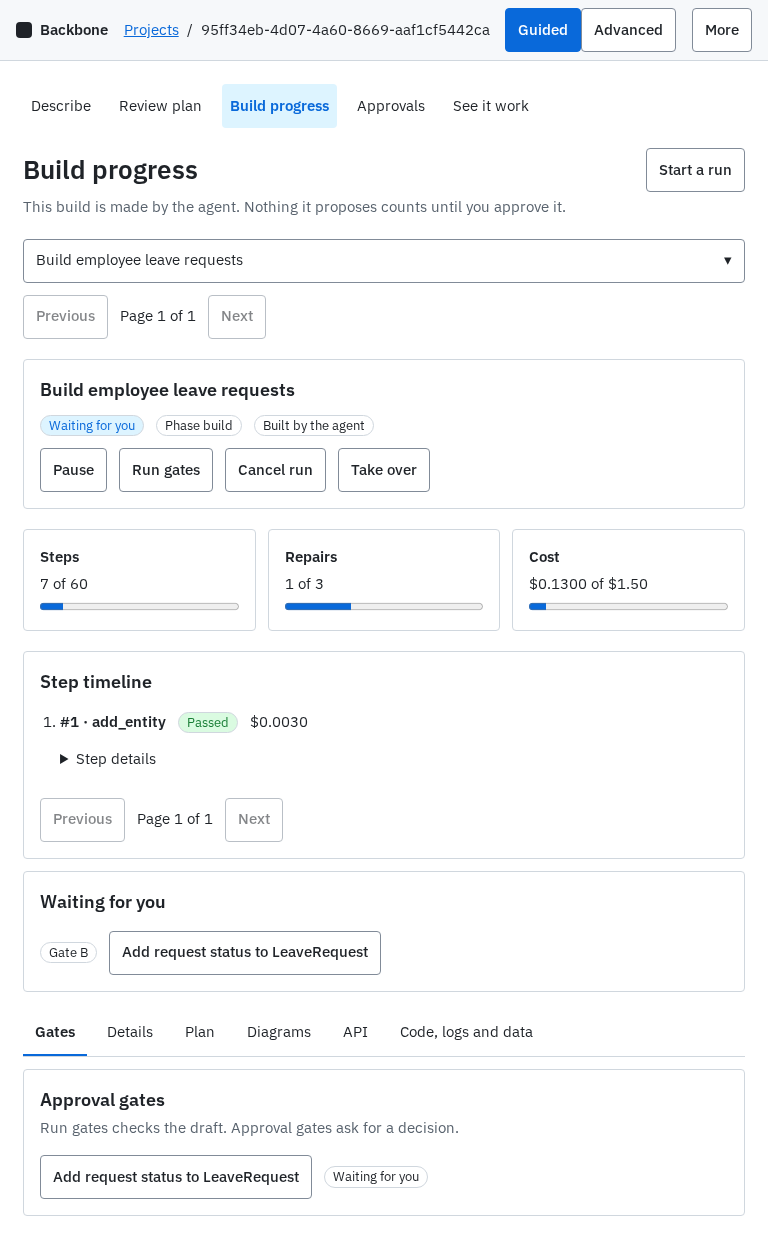 Backbone Projects / 95ff34eb-4d07-4a60-8669-aaf1cf5442ca Guided Advanced More
Describe Review plan Build progress Approvals See it work
Build progress Start a run
This build is made by the agent. Nothing it proposes counts until you approve it.
Build employee leave requests ▾
Previous Page 1 of 1 Next
Build employee leave requests
Waiting for you Phase build Built by the agent
Pause Run gates Cancel run Take over
Steps Repairs Cost
7 of 60 1 of 3 $0.1300 of $1.50
Step timeline
1. #1 · add_entity Passed $0.0030
▶ Step details
Previous Page 1 of 1 Next
Waiting for you
Gate B Add request status to LeaveRequest
Gates Details Plan Diagrams API Code, logs and data
Approval gates
Run gates checks the draft. Approval gates ask for a decision.
Add request status to LeaveRequest Waiting for you